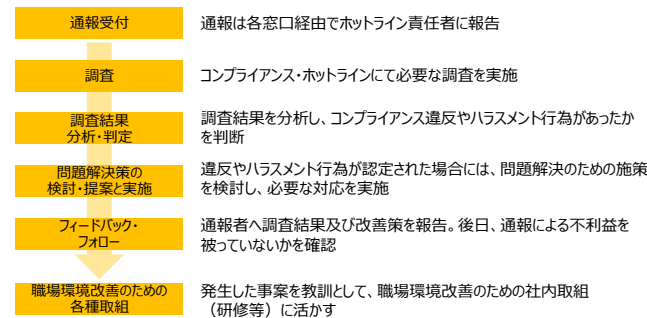 通報受付
通報は各窓口経由でホットライン責任者に報告
調査
コンプライアンス・ホットラインにて必要な調査を実施
調査結果
分析・判定
調査結果を分析し、コンプライアンス違反やハラスメント行為があったか
を判断
問題解決策の
検討・提案と実施
違反やハラスメント行為が認定された場合には、問題解決のための施策
を検討し、必要な対応を実施
フィードバック・
フォロー
通報者へ調査結果及び改善策を報告。後日、通報による不利益を
被っていないかを確認
職場環境改善のための
各種取組
発生した事案を教訓として、職場環境改善のための社内取組
（研修等）に活かす